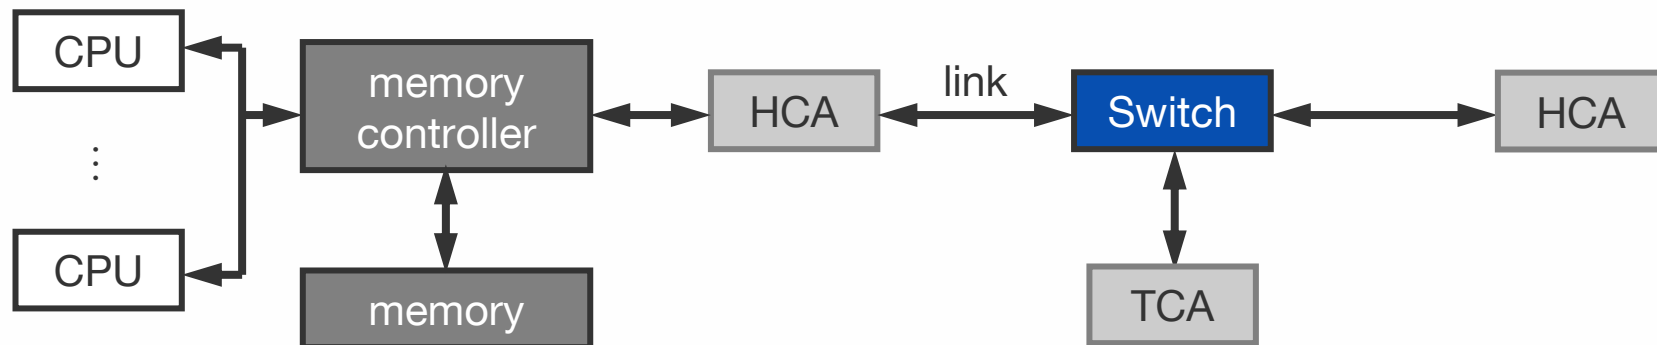 CPU
⋮
CPU
memory
controller
memory
HCA
link
Switch
TCA
HCA